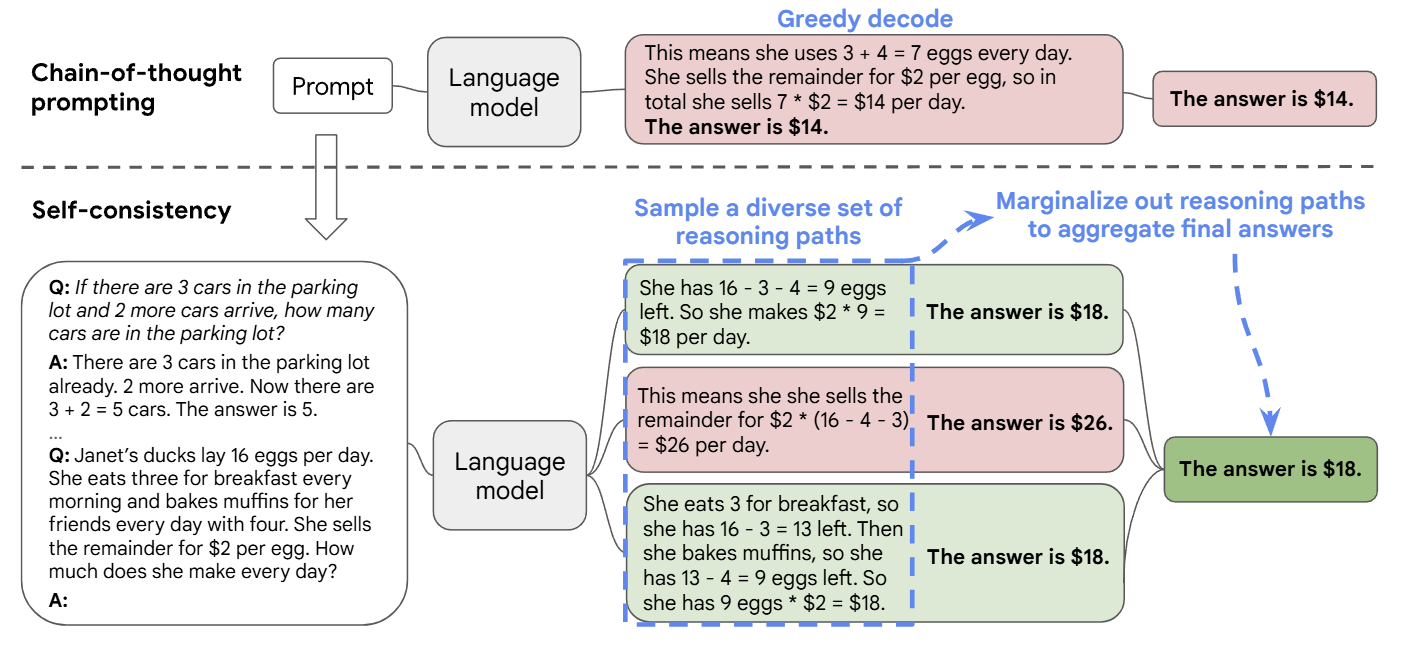 Greedy decode
Chain-of-thought
prompting
Prompt
Language
model
This means she uses 3 + 4 = 7 eggs every day.
She sells the remainder for $2 per egg, so in
total she sells 7 * $2 = $14 per day.
The answer is $14.
The answer is $14.
Self-consistency
Sample a diverse set of
reasoning paths
Marginalize out reasoning paths
to aggregate final answers
Q: If there are 3 cars in the parking
lot and 2 more cars arrive, how many
cars are in the parking lot?
A: There are 3 cars in the parking lot
already. 2 more arrive. Now there are
3 + 2 = 5 cars. The answer is 5.
...
Q: Janet’s ducks lay 16 eggs per day.
She eats three for breakfast every
morning and bakes muffins for her
friends every day with four. She sells
the remainder for $2 per egg. How
much does she make every day?
A:
Language
model
She has 16 - 3 - 4 = 9 eggs
left. So she makes $2 * 9 =
$18 per day.
The answer is $18.
This means she she sells the
remainder for $2 * (16 - 4 - 3)
= $26 per day.
The answer is $26.
She eats 3 for breakfast, so
she has 16 - 3 = 13 left. Then
she bakes muffins, so she
has 13 - 4 = 9 eggs left. So
she has 9 eggs * $2 = $18.
The answer is $18.
The answer is $18.